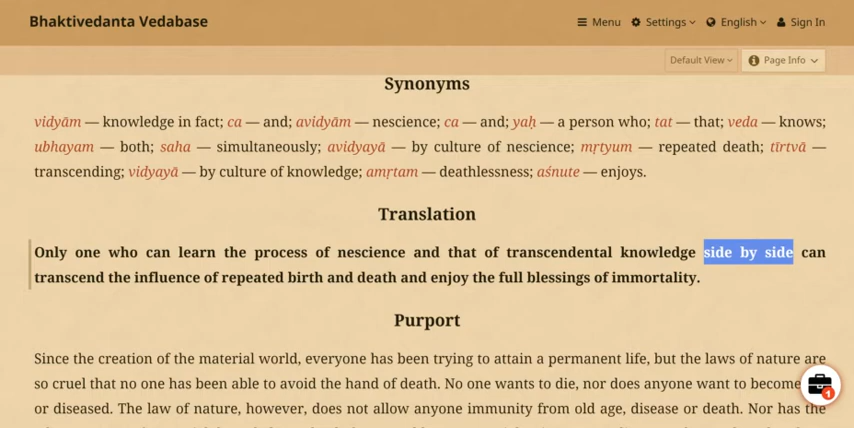 Bhaktivedanta Vedabase
Menu Settings English Sign In
Default View Page Info
Synonyms
vidyām — knowledge in fact; ca — and; avidyām — nescience; ca — and; yaḥ — a person who; tat — that; veda — knows;
ubhayam — both; saha — simultaneously; avidyayā — by culture of nescience; mṛtyum — repeated death; tīrtvā —
transcending; vidyayā — by culture of knowledge; amṛtam — deathlessness; aśnute — enjoys.
Translation
Only one who can learn the process of nescience and that of transcendental knowledge side by side can
transcend the influence of repeated birth and death and enjoy the full blessings of immortality.
Purport
Since the creation of the material world, everyone has been trying to attain a permanent life, but the laws of nature are
so cruel that no one has been able to avoid the hand of death. No one wants to die, nor does anyone want to become
or diseased. The law of nature, however, does not allow anyone immunity from old age, disease or death. Nor has the
1